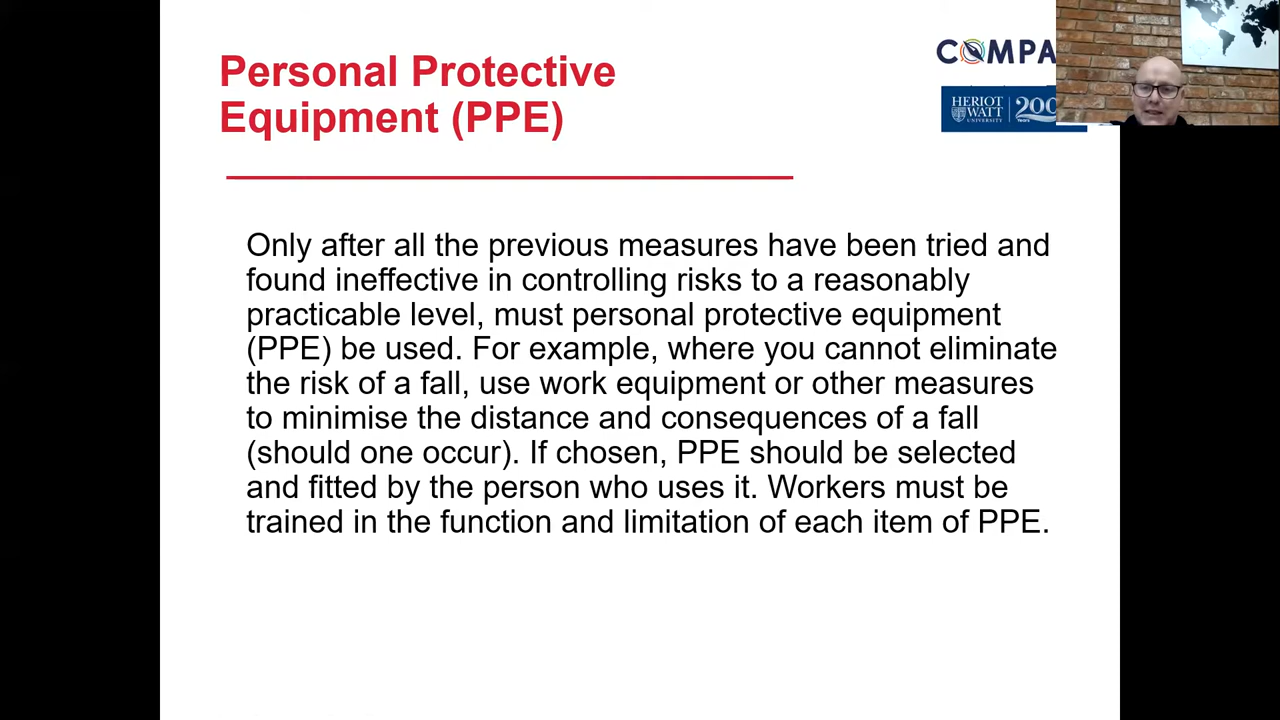 Personal Protective
Equipment (PPE)
COMPA
HERIOT
WATT
UNIVERSITY
200
YEARS
Only after all the previous measures have been tried and
found ineffective in controlling risks to a reasonably
practicable level, must personal protective equipment
(PPE) be used. For example, where you cannot eliminate
the risk of a fall, use work equipment or other measures
to minimise the distance and consequences of a fall
(should one occur). If chosen, PPE should be selected
and fitted by the person who uses it. Workers must be
trained in the function and limitation of each item of PPE.